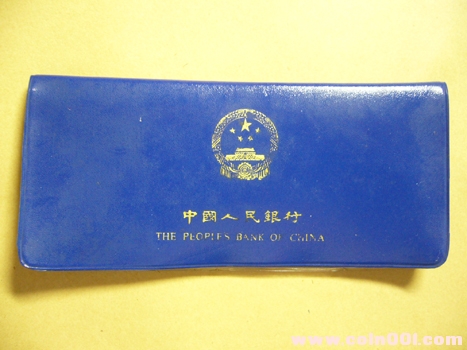 中國人民銀行
THE PEOPLE'S BANK OF CHINA
www.coin001.com